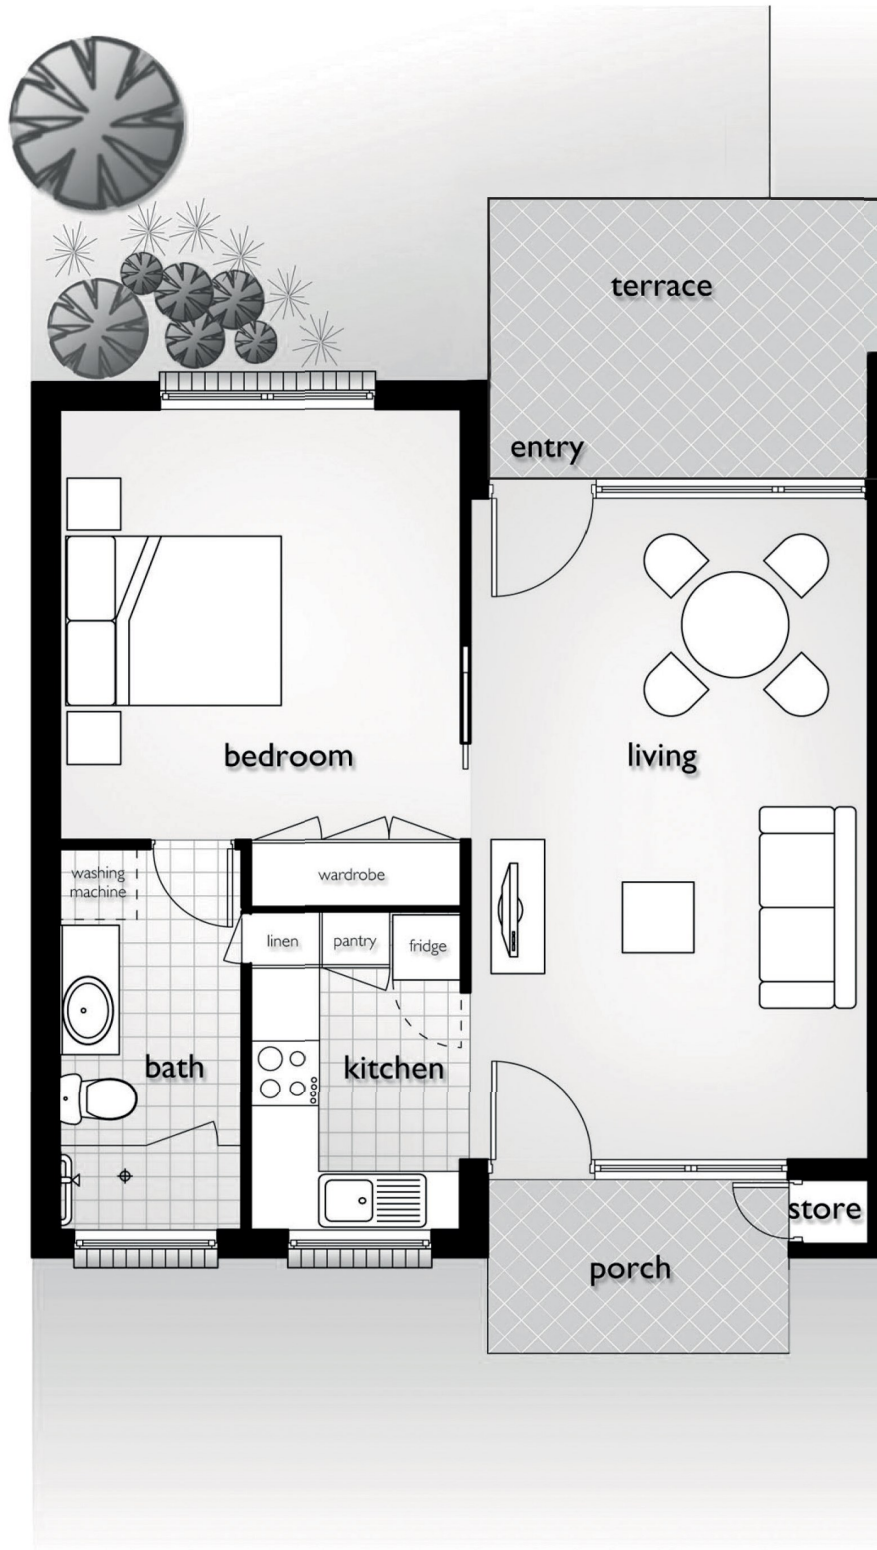 terrace
entry
bedroom
living
washing
machine
wardrobe
linen
pantry
fridge
bath
kitchen
store
porch